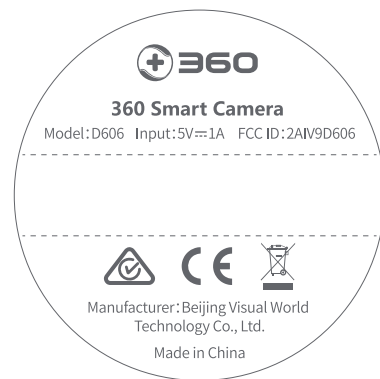 360
360 Smart Camera
Model:D606 Input:5V⎓1A FCC ID:2AIV9D606
CE
Manufacturer:Beijing Visual World
Technology Co., Ltd.
Made in China